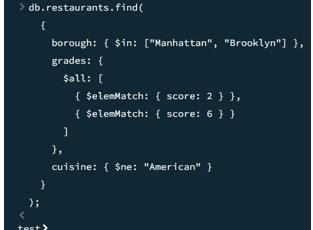 > db.restaurants.find(
{
borough: { $in: ["Manhattan", "Brooklyn"] },
grades: {
$all: [
{ $elemMatch: { score: 2 } },
{ $elemMatch: { score: 6 } }
]
},
cuisine: { $ne: "American" }
}
);
<
test>